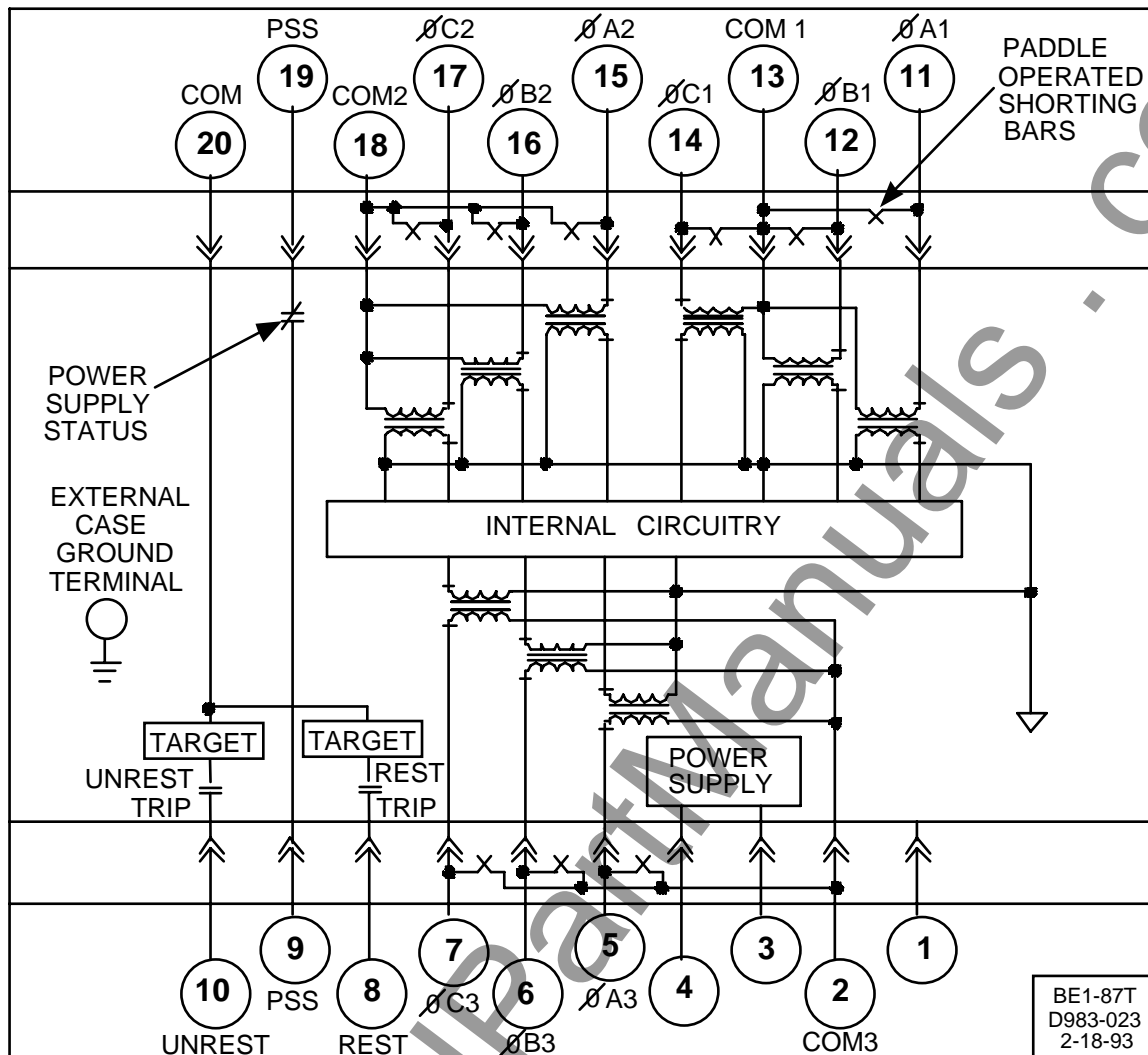 PSS
ØC2
ØA2
COM 1
ØA1
19
17
15
13
11
PADDLE
OPERATED
SHORTING
BARS
COM
COM2
ØB2
ØC1
ØB1
20
18
16
14
12
POWER
SUPPLY
STATUS
EXTERNAL
CASE
GROUND
TERMINAL
INTERNAL CIRCUITRY
TARGET
TARGET
UNREST
TRIP
REST
TRIP
POWER
SUPPLY
10
9
8
7
6
5
4
3
2
1
UNREST
PSS
REST
ØC3
ØB3
ØA3
COM3
BE1-87T
D983-023
2-18-93